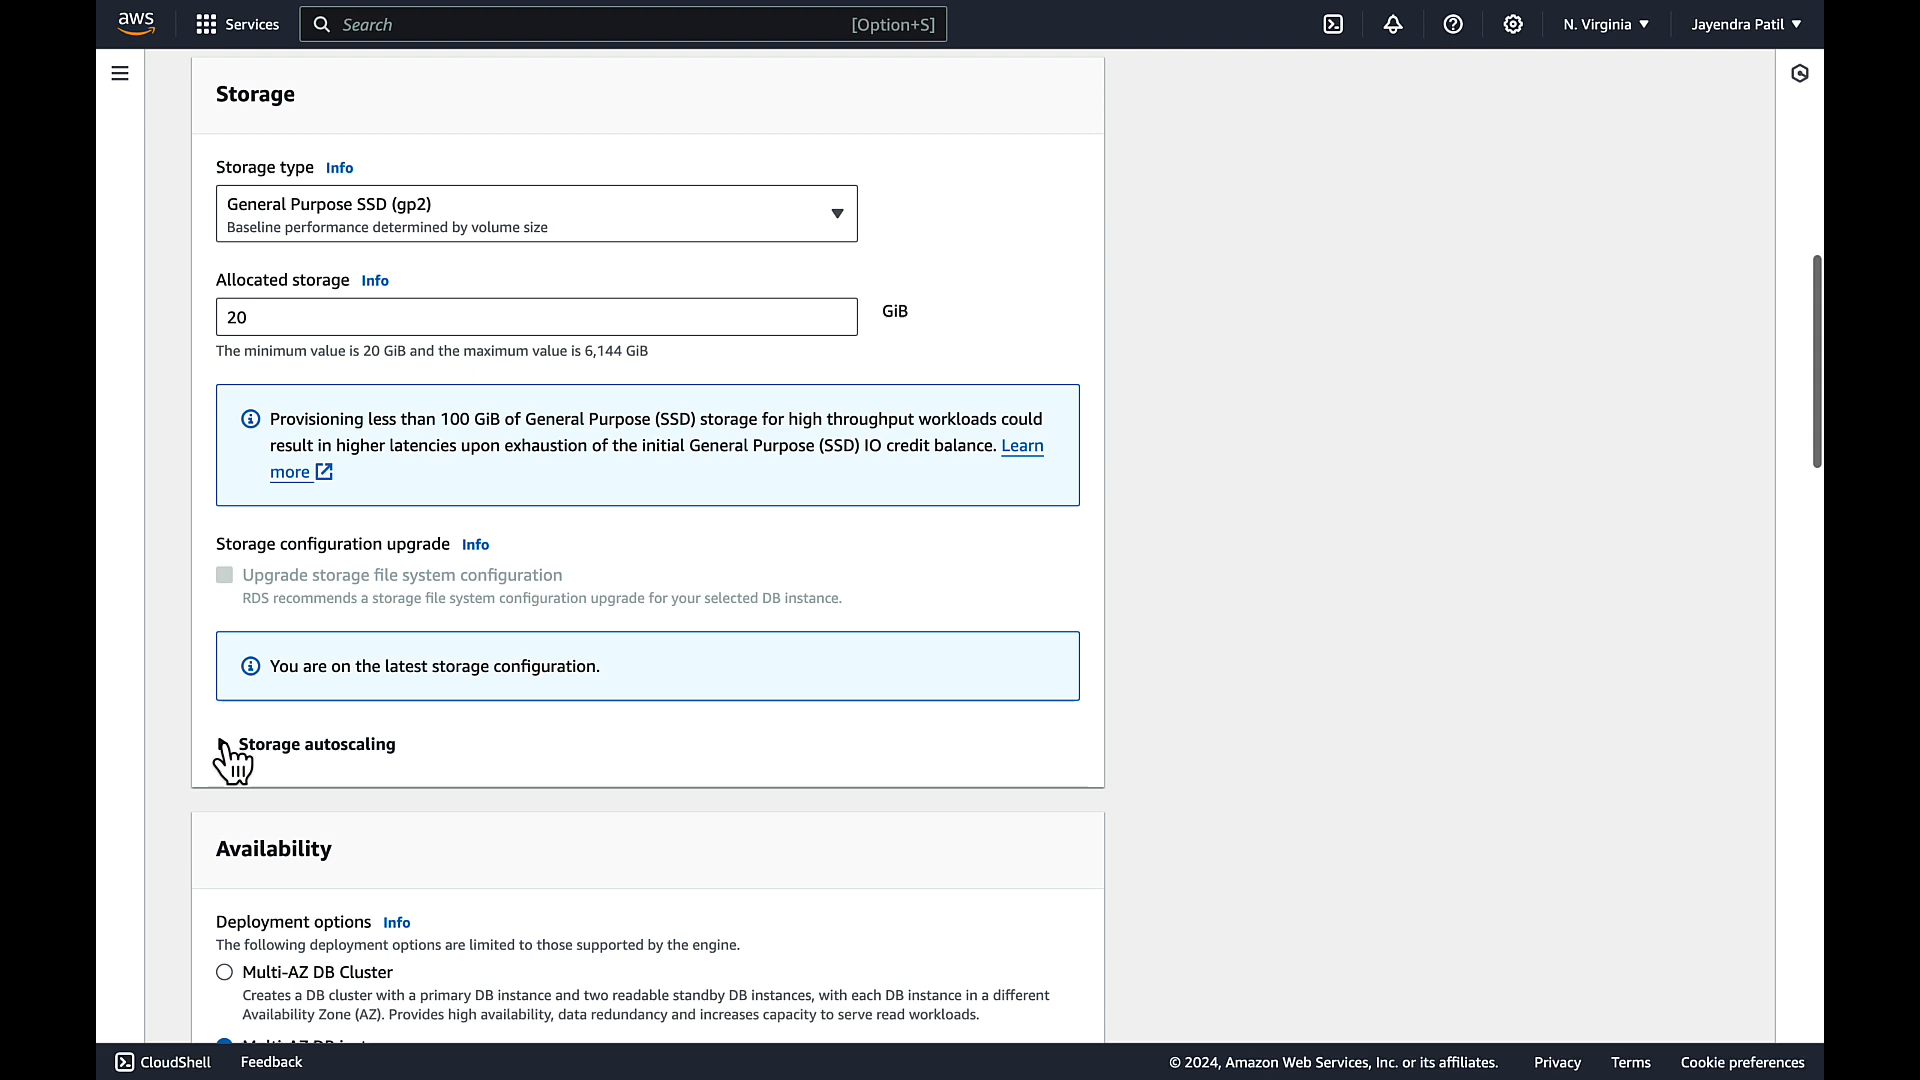 aws
Services
Search
[Option+S]
N. Virginia
Jayendra Patil
Storage
Storage type Info
General Purpose SSD (gp2)
Baseline performance determined by volume size
Allocated storage Info
20
GiB
The minimum value is 20 GiB and the maximum value is 6,144 GiB
Provisioning less than 100 GiB of General Purpose (SSD) storage for high throughput workloads could
result in higher latencies upon exhaustion of the initial General Purpose (SSD) IO credit balance. Learn
more
Storage configuration upgrade Info
Upgrade storage file system configuration
RDS recommends a storage file system configuration upgrade for your selected DB instance.
You are on the latest storage configuration.
Storage autoscaling
Availability
Deployment options Info
The following deployment options are limited to those supported by the engine.
Multi-AZ DB Cluster
Creates a DB cluster with a primary DB instance and two readable standby DB instances, with each DB instance in a different
Availability Zone (AZ). Provides high availability, data redundancy and increases capacity to serve read workloads.
CloudShell
Feedback
© 2024, Amazon Web Services, Inc. or its affiliates.
Privacy
Terms
Cookie preferences